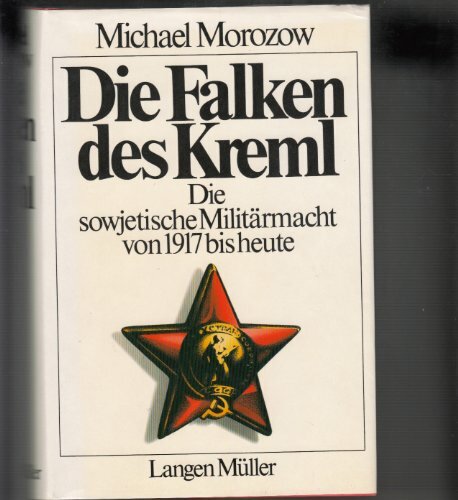 Michael Morozow
Die Falken
des Kreml
Die
sowjetische Militärmacht
von 1917 bis heute
Langen Müller